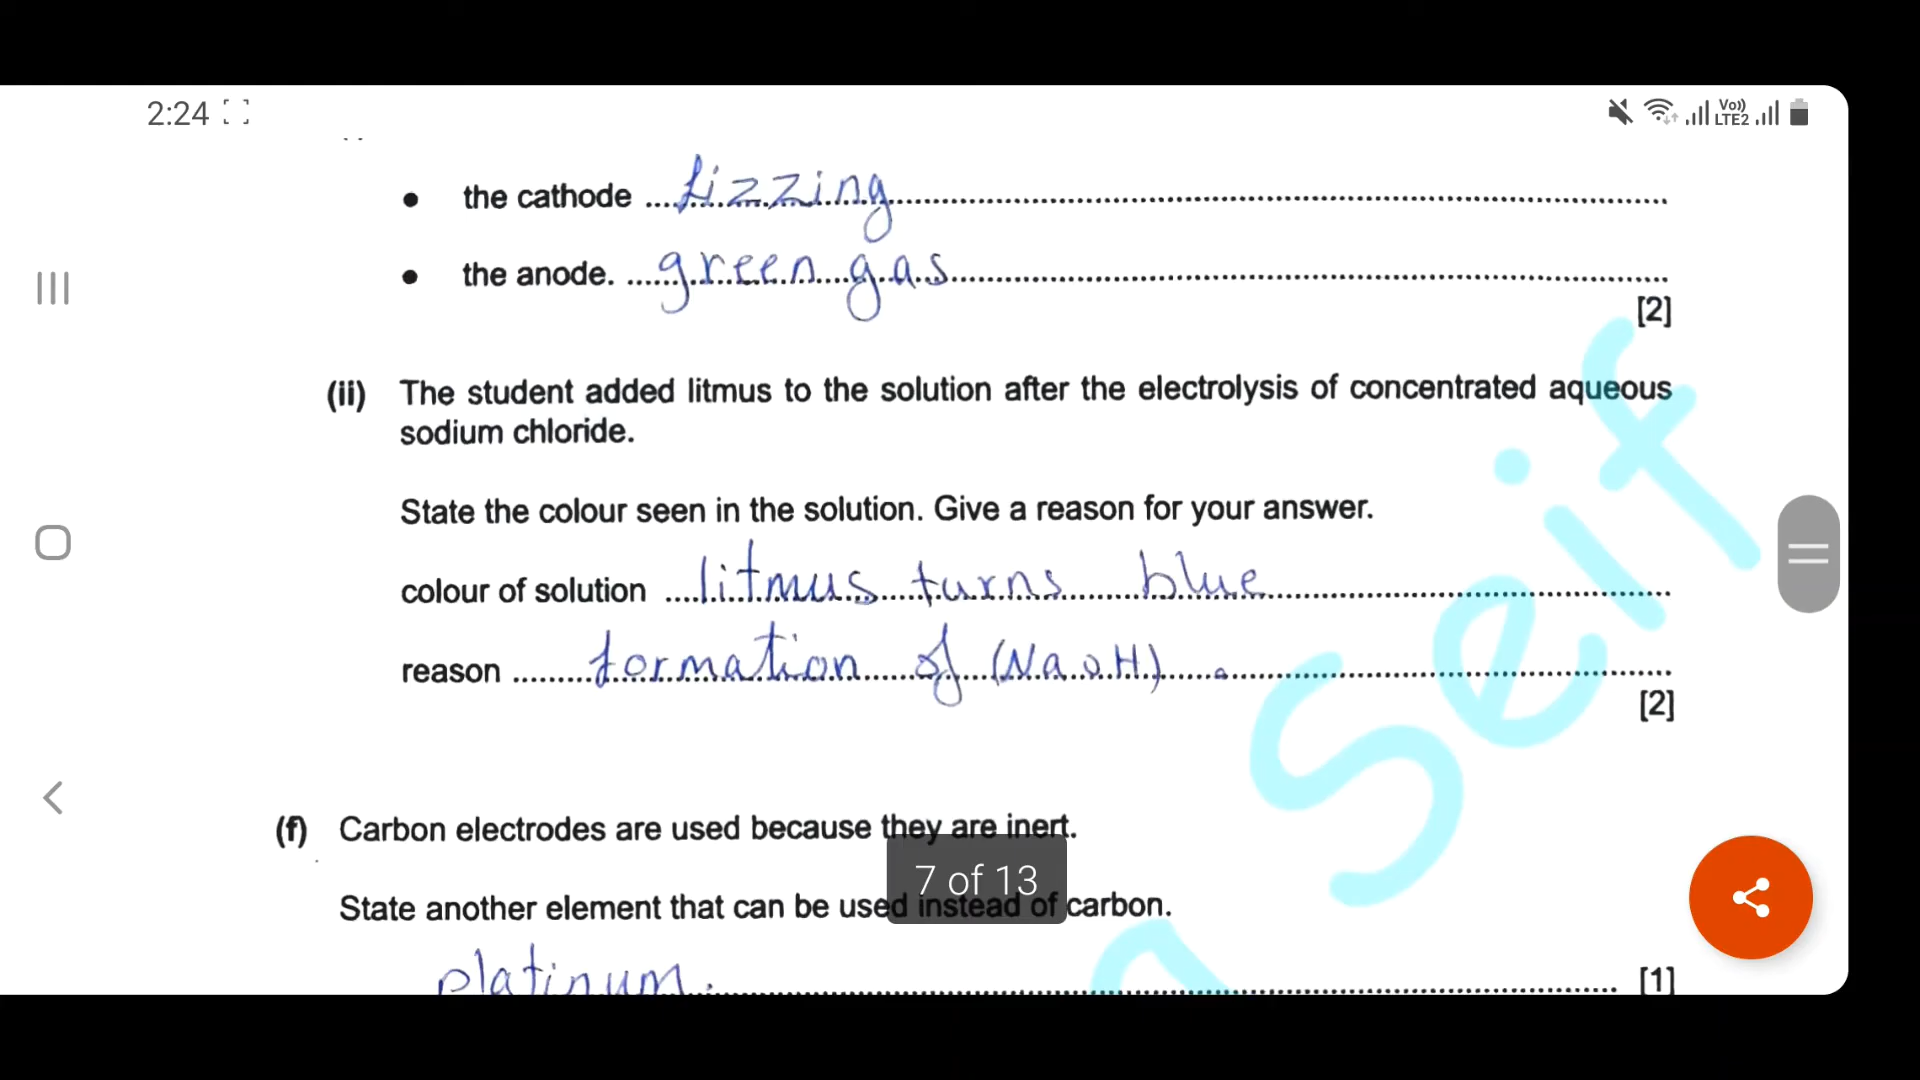 2:24
Vo)) LTE2
• the cathode ....fizzing....
• the anode. ....green gas....
[2]
(ii) The student added litmus to the solution after the electrolysis of concentrated aqueous
sodium chloride.
State the colour seen in the solution. Give a reason for your answer.
colour of solution ....litmus turns blue....
reason ....formation of (NaOH)....
[2]
(f) Carbon electrodes are used because they are inert.
7 of 13
State another element that can be used instead of carbon.
platinum. .... [1]
Seif